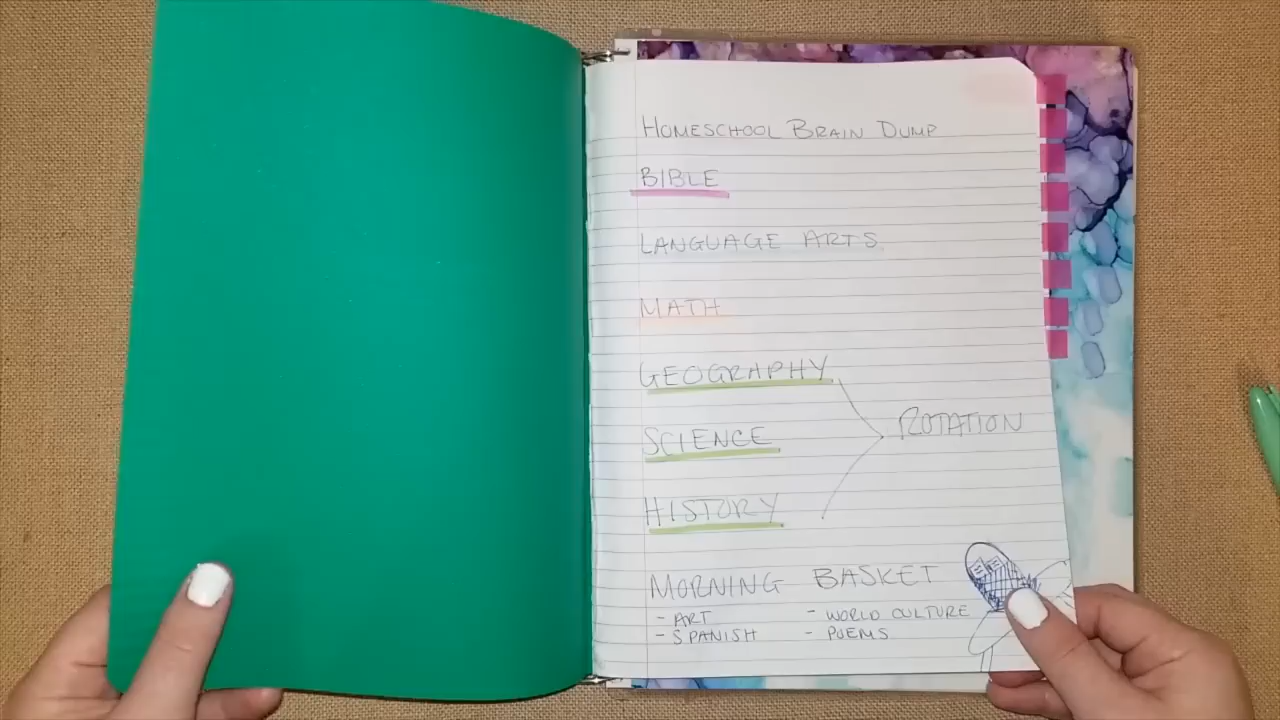 HOMESCHOOL BRAIN DUMP
BIBLE
LANGUAGE ARTS
MATH
GEOGRAPHY
ROTATION
SCIENCE
HISTORY
MORNING BASKET
- ART - WORLD CULTURE
- SPANISH - POEMS